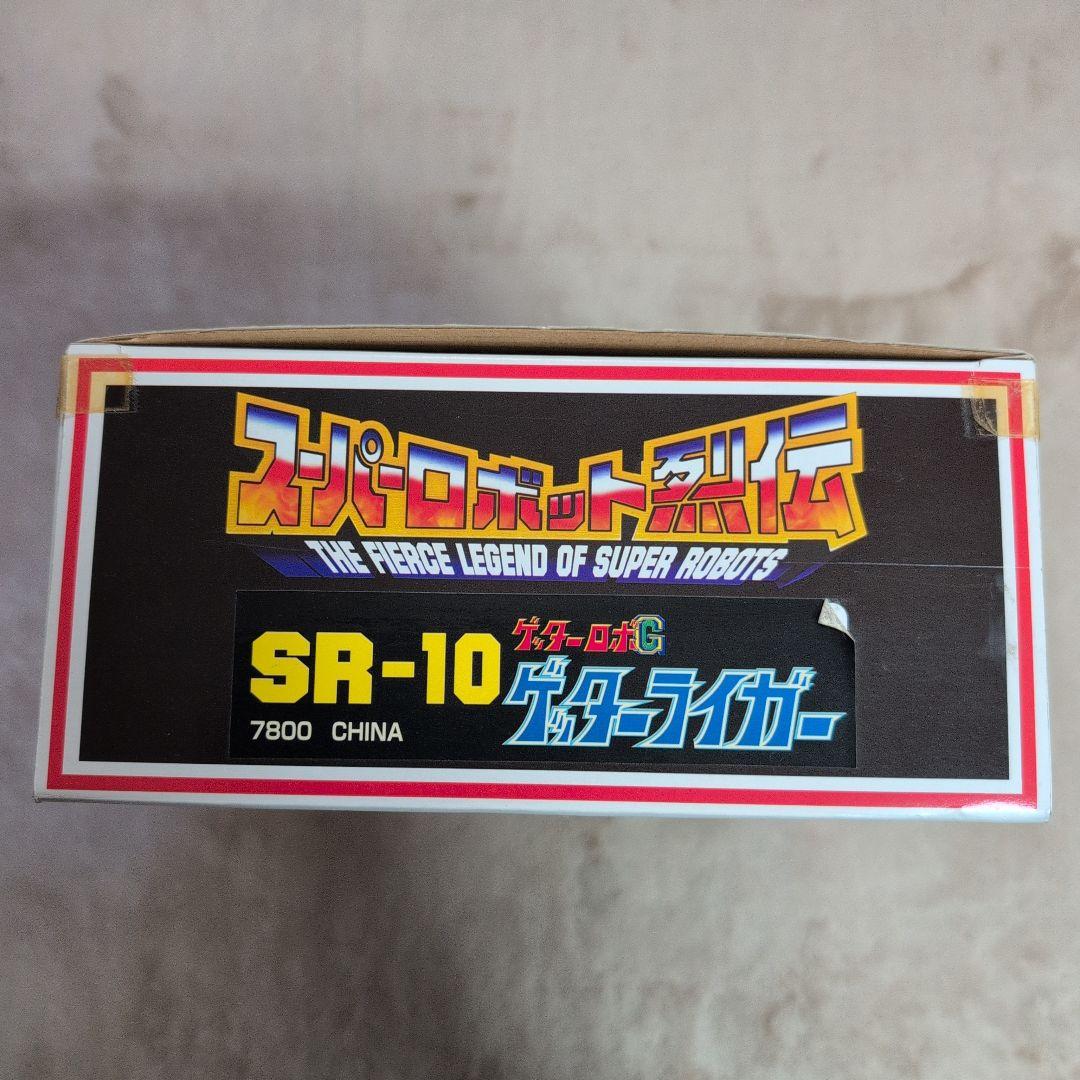 スーパーロボット烈伝
THE FIERCE LEGEND OF SUPER ROBOTS
SR-10
ゲッターロボG
ゲッターライガー
7800 CHINA